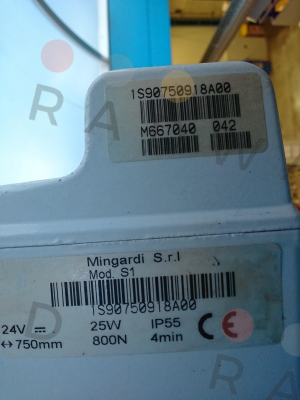 1S90750918A00
M667040 042
Mingardi S.r.l
Mod. S1
1S90750918A00
24V ⎓ 25W IP55 CE
↔750mm 800N 4min